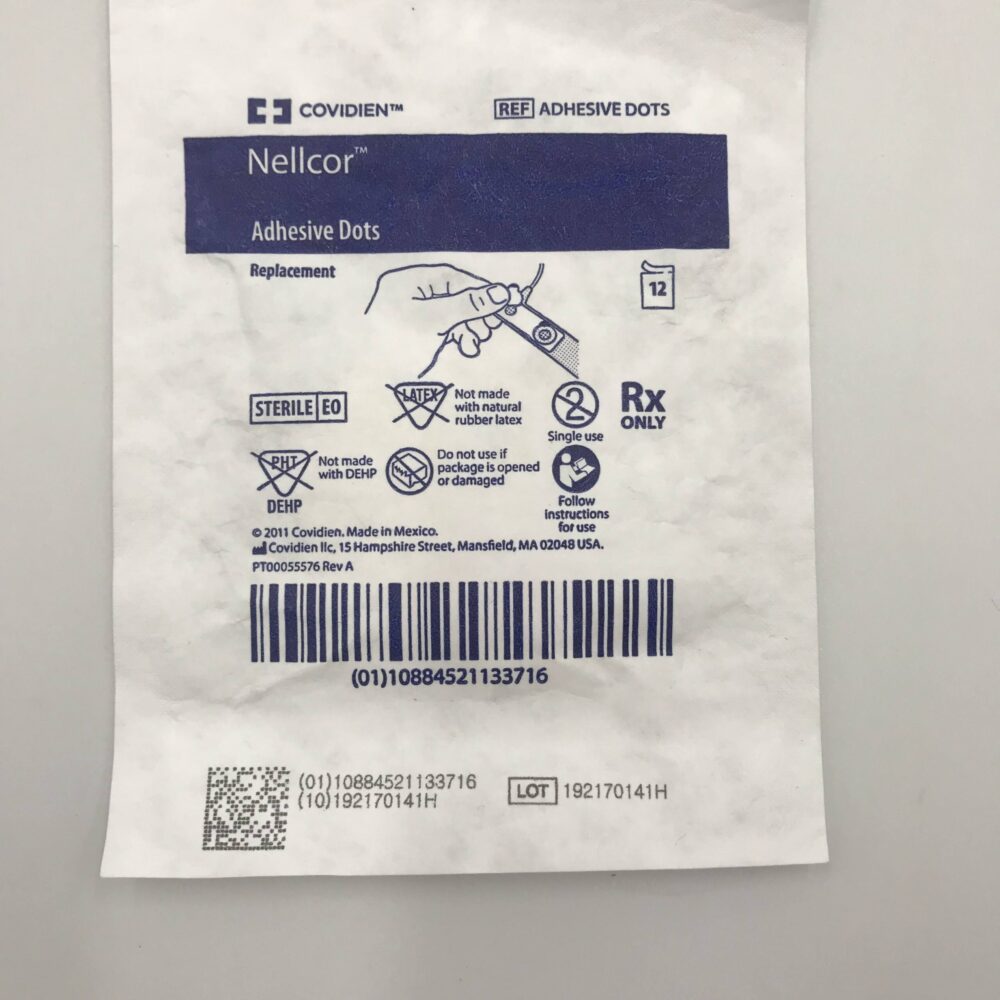 COVIDIEN™
REF ADHESIVE DOTS
Nellcor™
Adhesive Dots
Replacement
12
STERILE EO
LATEX
Not made
with natural
rubber latex
2
Single use
Rx
ONLY
PHT
DEHP
Not made
with DEHP
Do not use if
package is opened
or damaged
Follow
instructions
for use
© 2011 Covidien. Made in Mexico.
Covidien llc, 15 Hampshire Street, Mansfield, MA 02048 USA.
PT00055576 Rev A
(01)10884521133716
(01)10884521133716
(10)192170141H
LOT 192170141H